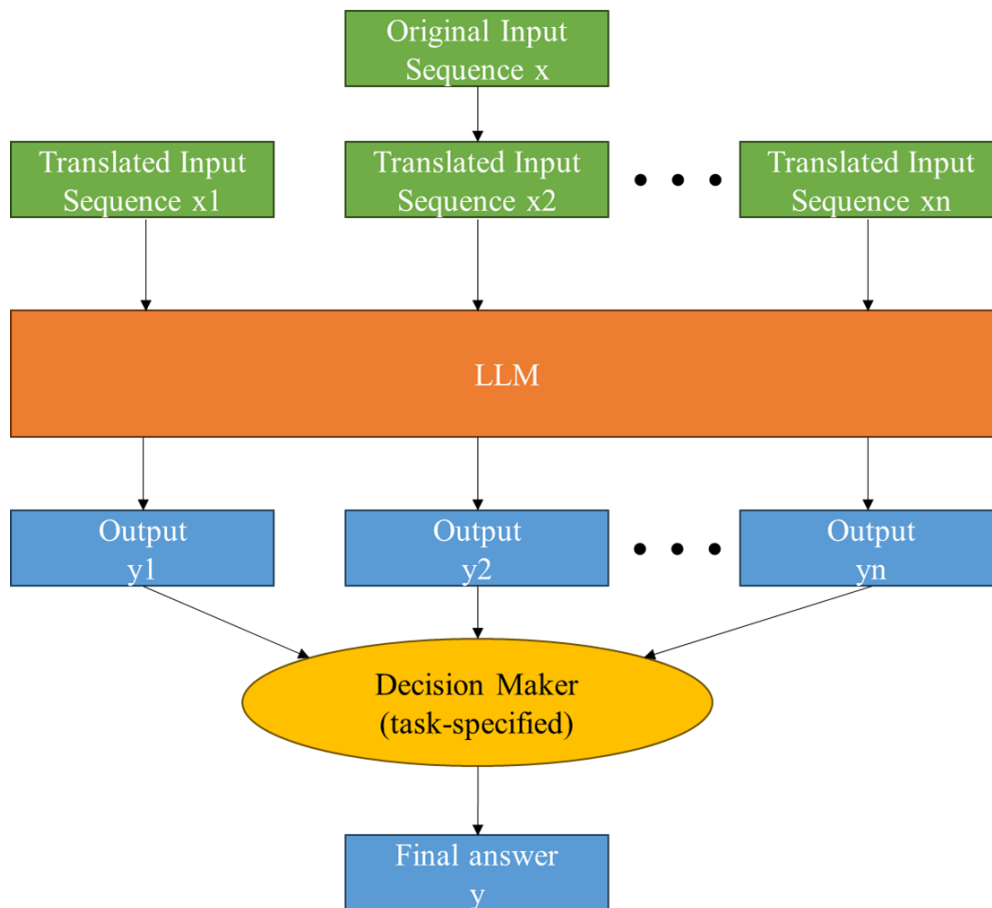 Original Input
Sequence x
Translated Input
Sequence x1
Translated Input
Sequence x2
Translated Input
Sequence xn
LLM
Output
y1
Output
y2
Output
yn
Decision Maker
(task-specified)
Final answer
y